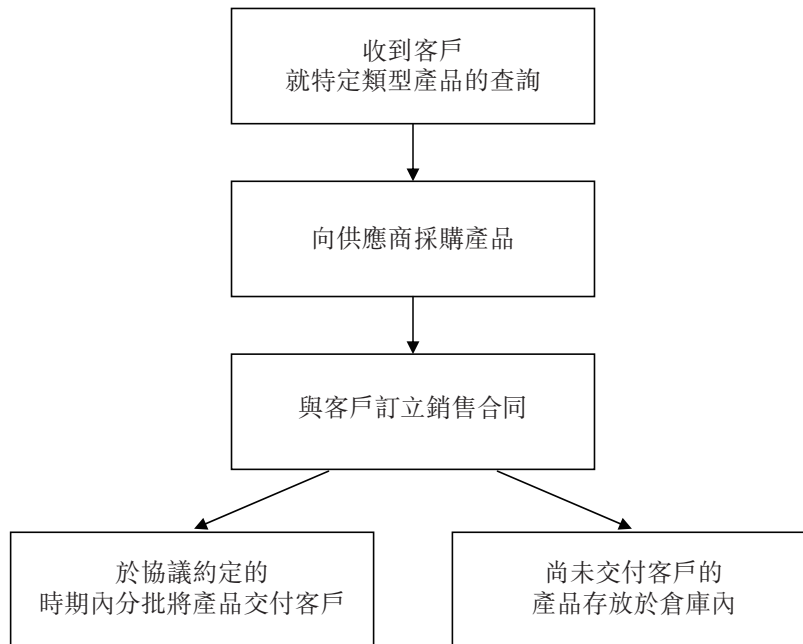 收到客戶
就特定類型產品的查詢
向供應商採購產品
與客戶訂立銷售合同
於協議約定的
時期內分批將產品交付客戶
尚未交付客戶的
產品存放於倉庫內